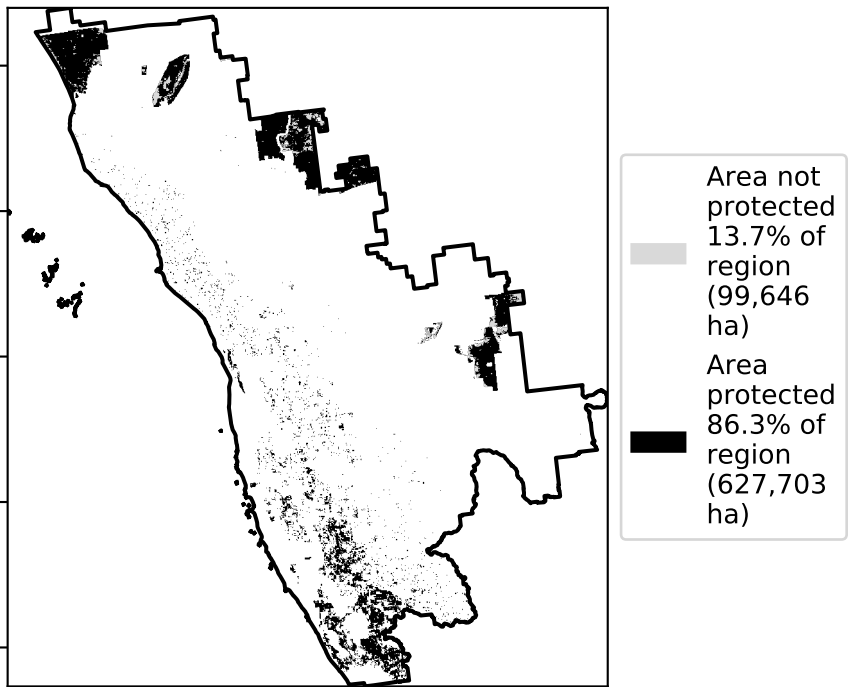 Area not
protected
13.7% of
region
(99,646
ha)
Area
protected
86.3% of
region
(627,703
ha)